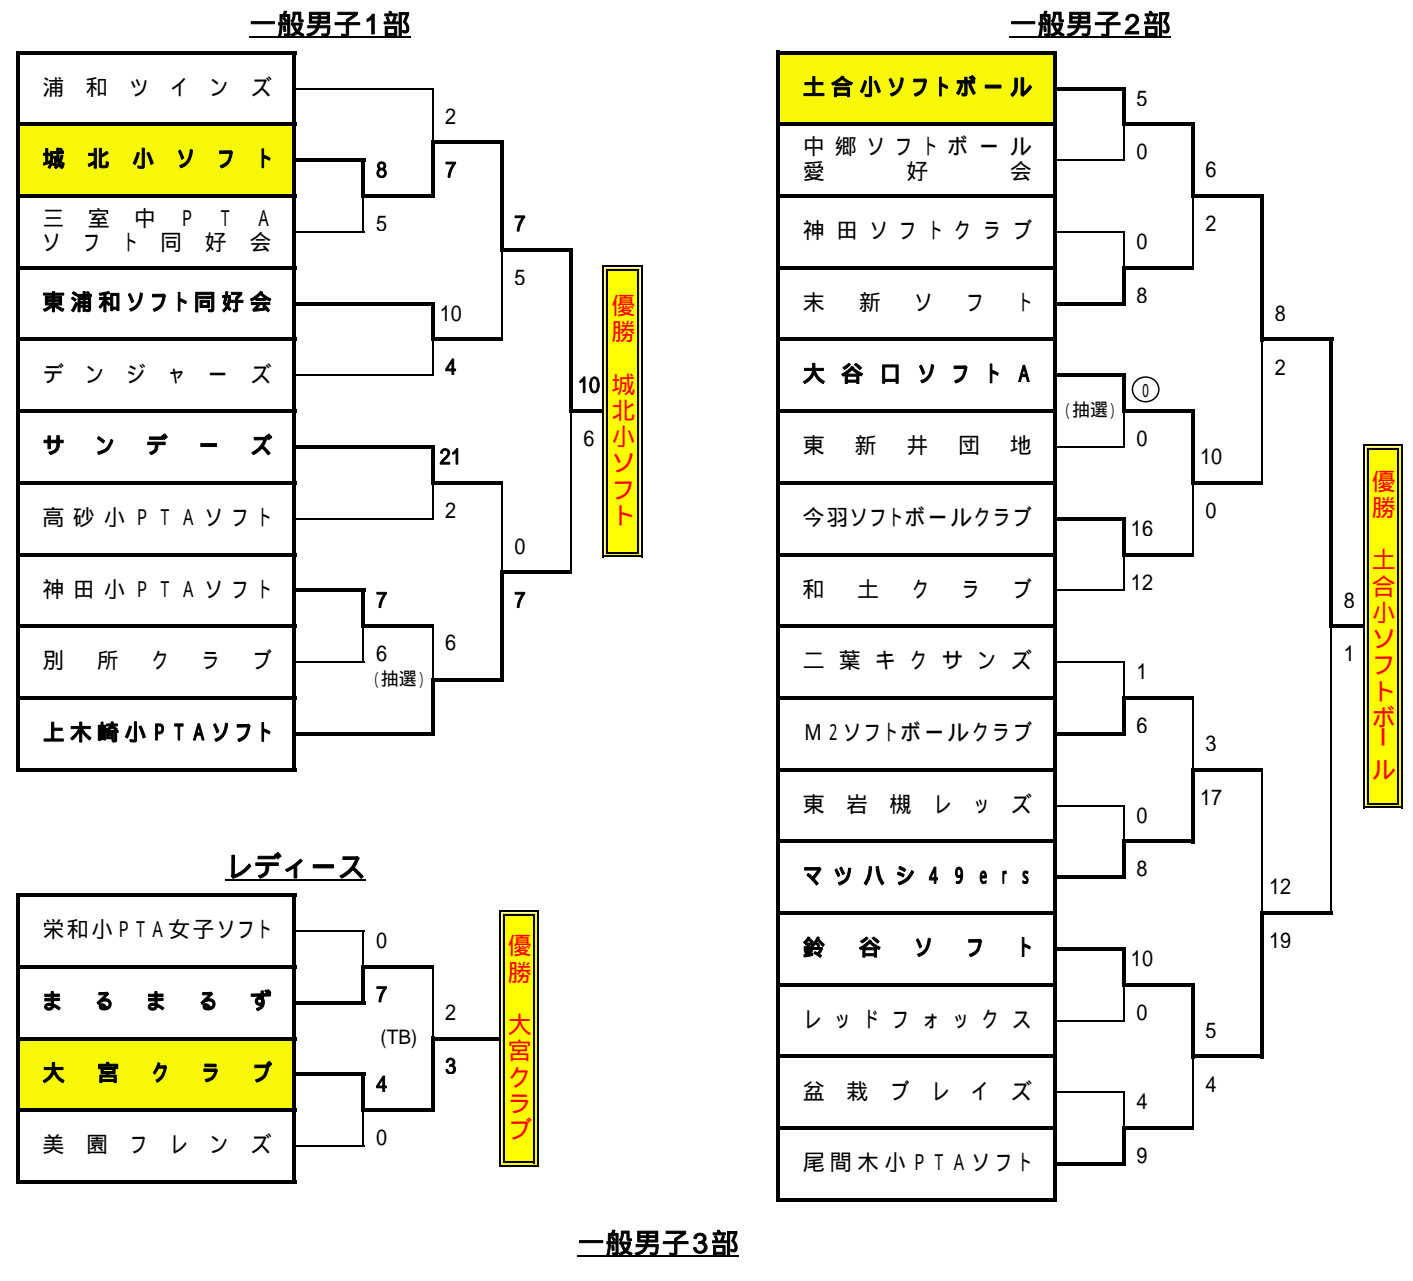 一般男子1部
浦和ツインズ
城北小ソフト
三室中PTA
ソフト同好会
東浦和ソフト同好会
デンジャーズ
サンデーズ
高砂小PTAソフト
神田小PTAソフト
別所クラブ
上木崎小PTAソフト
8
5
2
7
10
4
21
2
7
6
(抽選)
6
7
5
0
7
10
6
優勝 城北小ソフト
レディース
栄和小PTA女子ソフト
まるまるず
大宮クラブ
美園フレンズ
0
7
(TB)
4
0
2
3
優勝 大宮クラブ
一般男子2部
土合小ソフトボール
中郷ソフトボール
愛好会
神田ソフトクラブ
末新ソフト
大谷口ソフトA
東新井団地
今羽ソフトボールクラブ
和土クラブ
二葉キクサンズ
M2ソフトボールクラブ
東岩槻レッズ
マツハシ49ers
鈴谷ソフト
レッドフォックス
盆栽ブレイズ
尾間木小PTAソフト
5
0
0
8
⓪
(抽選)
0
16
12
1
6
0
8
10
0
4
9
6
2
10
0
3
17
5
4
8
2
12
19
8
1
優勝 土合小ソフトボール
一般男子3部